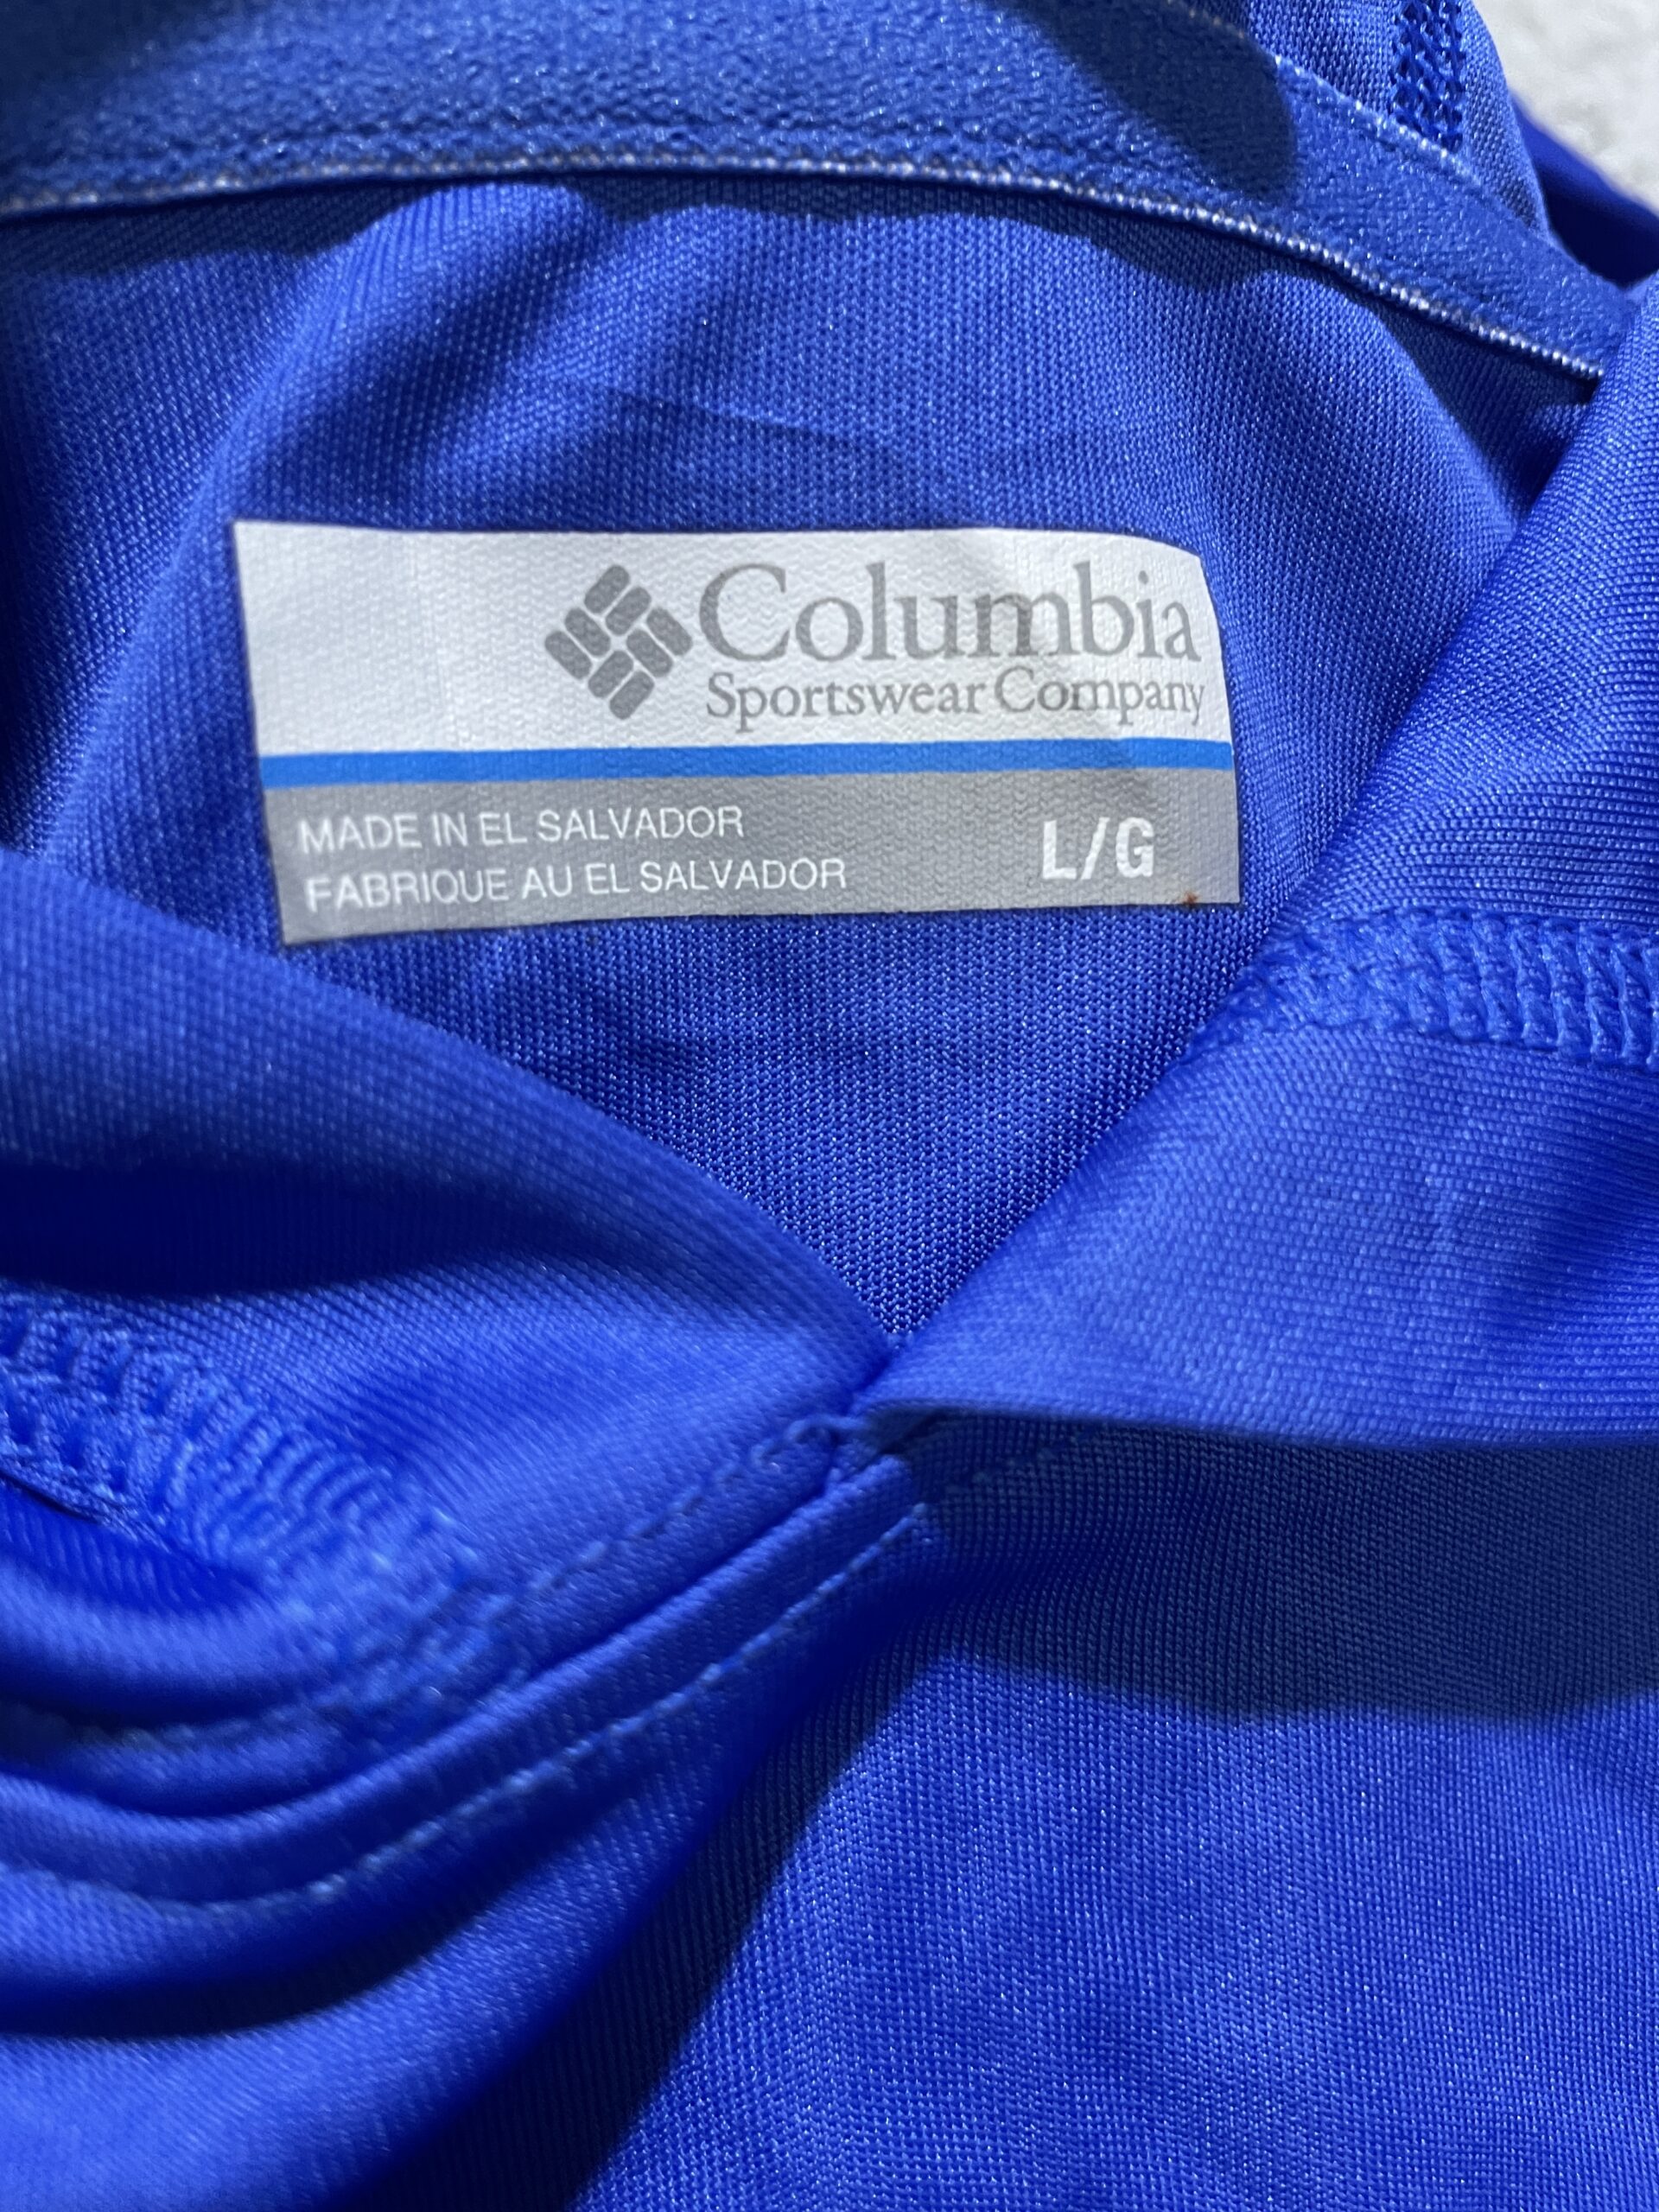 Columbia
Sportswear Company
MADE IN EL SALVADOR
FABRIQUE AU EL SALVADOR
L/G